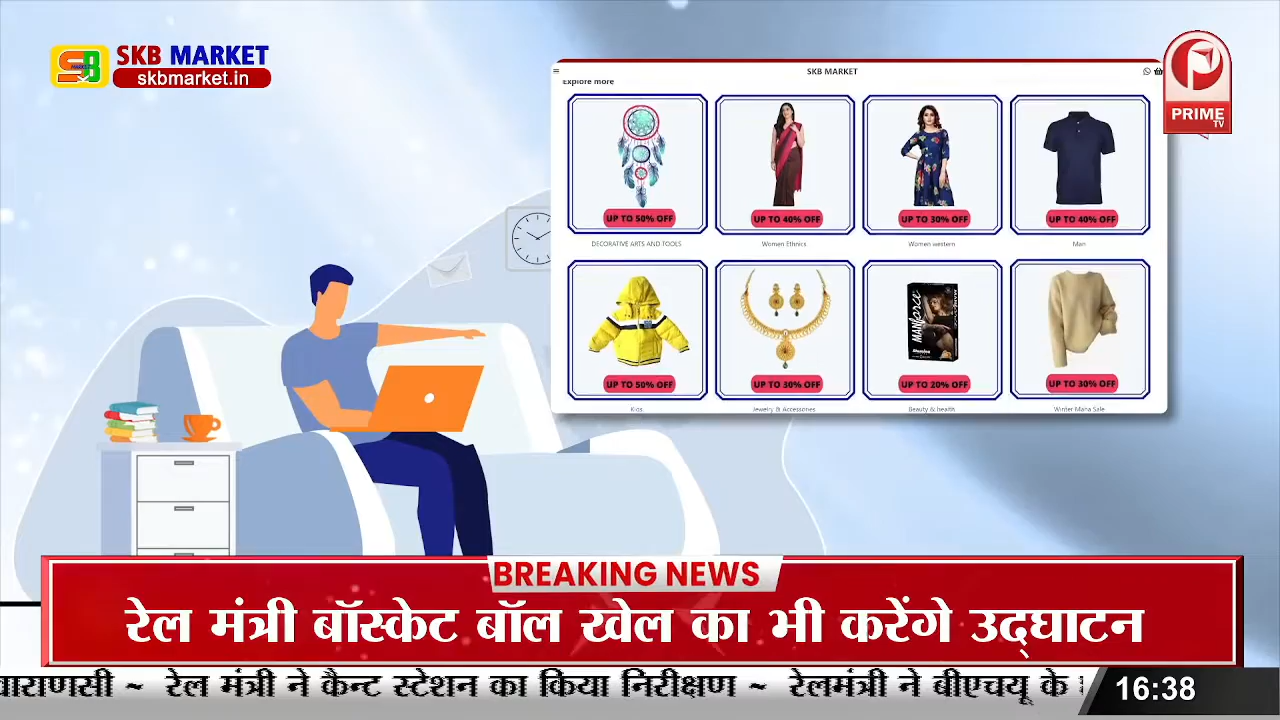 SKB MARKET
skbmarket.in
SKB MARKET
Explore more
PRIME
TV
UP TO 50% OFF
UP TO 40% OFF
UP TO 30% OFF
UP TO 40% OFF
DECORATIVE ARTS AND TOOLS
Women Ethnics
Women western
Man
MANforce
UP TO 50% OFF
UP TO 30% OFF
UP TO 20% OFF
UP TO 30% OFF
Kids
Jewelry & Accessories
Beauty & health
Winter Maha Sale
BREAKING NEWS
रेल मंत्री बॉस्केट बॉल खेल का भी करेंगे उद्घाटन
वाराणसी ~ रेल मंत्री ने कैन्ट स्टेशन का किया निरीक्षण ~ रेलमंत्री ने बीएचयू के
16:38